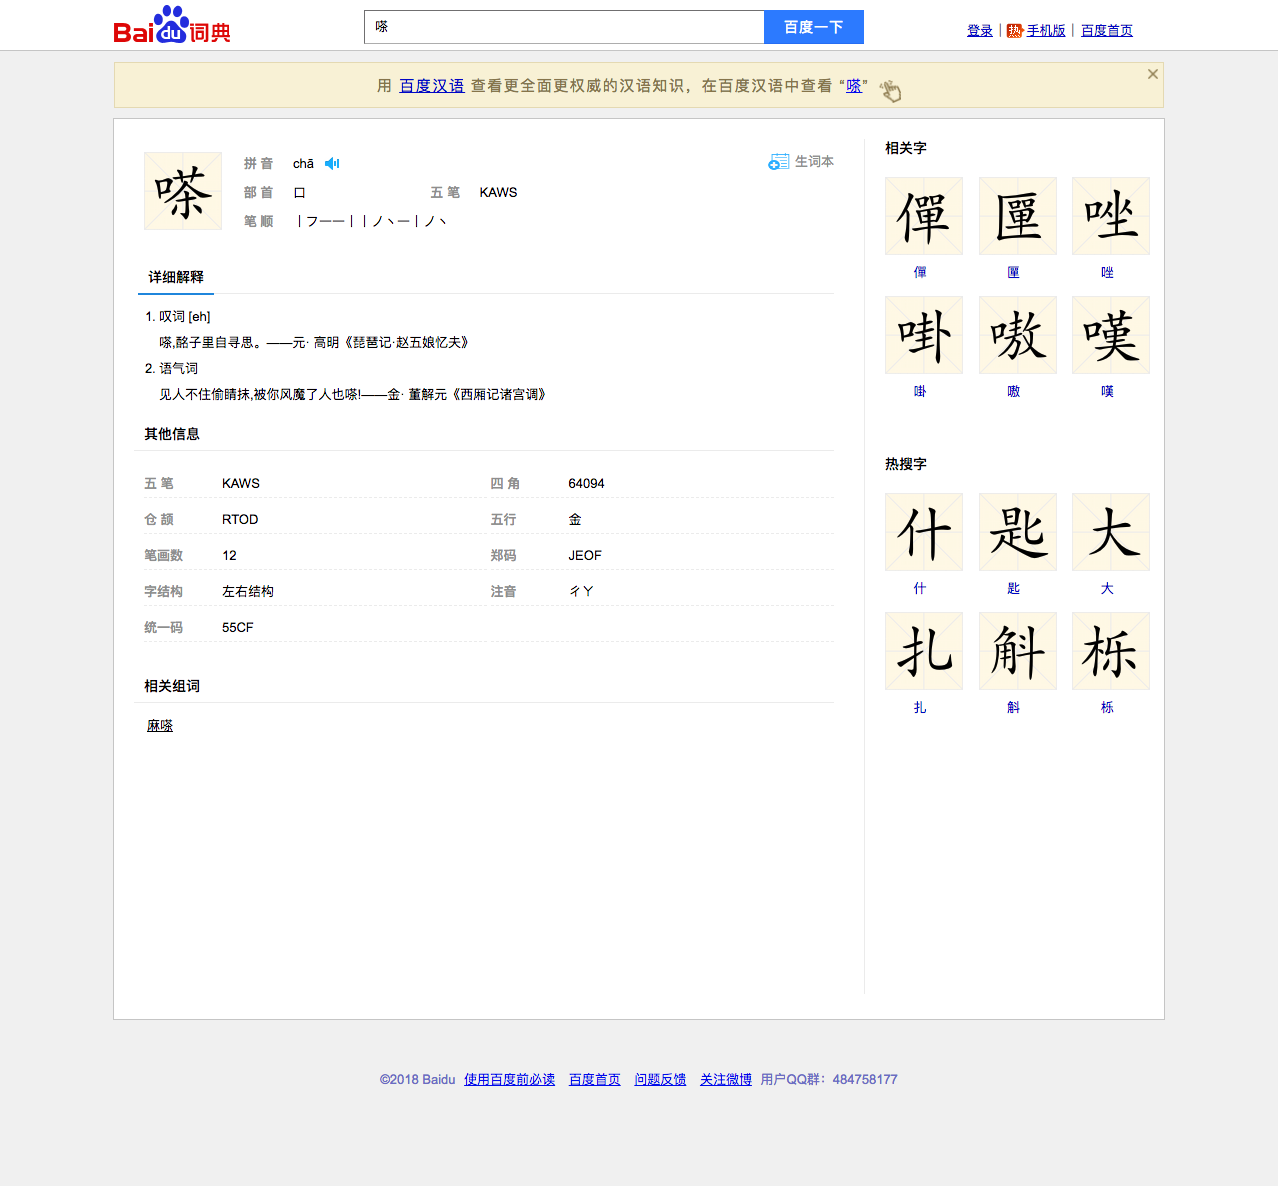 Baidu词典
嗏
百度一下
登录 | 热 手机版 | 百度首页
用 百度汉语 查看更全面更权威的汉语知识，在百度汉语中查看 “嗏”
嗏
拼 音 chā
生词本
部 首 口 五 笔 KAWS
笔 顺 丨フ一一丨丨ノヽ一丨ノヽ
详细解释
1. 叹词 [eh]
嗏,酩子里自寻思。——元· 高明《琵琶记·赵五娘忆夫》
2. 语气词
见人不住偷睛抹,被你风魔了人也嗏!——金· 董解元《西厢记诸宫调》
其他信息
五 笔 KAWS 四 角 64094
仓 颉 RTOD 五行 金
笔画数 12 郑码 JEOF
字结构 左右结构 注音 ㄔㄚ
统一码 55CF
相关组词
麻嗏
相关字
僤 匰 唑
僤 匰 唑
啩 嗷 嘆
啩 嗷 嘆
热搜字
什 匙 大
什 匙 大
扎 斛 栎
扎 斛 栎
©2018 Baidu 使用百度前必读 百度首页 问题反馈 关注微博 用户QQ群：484758177